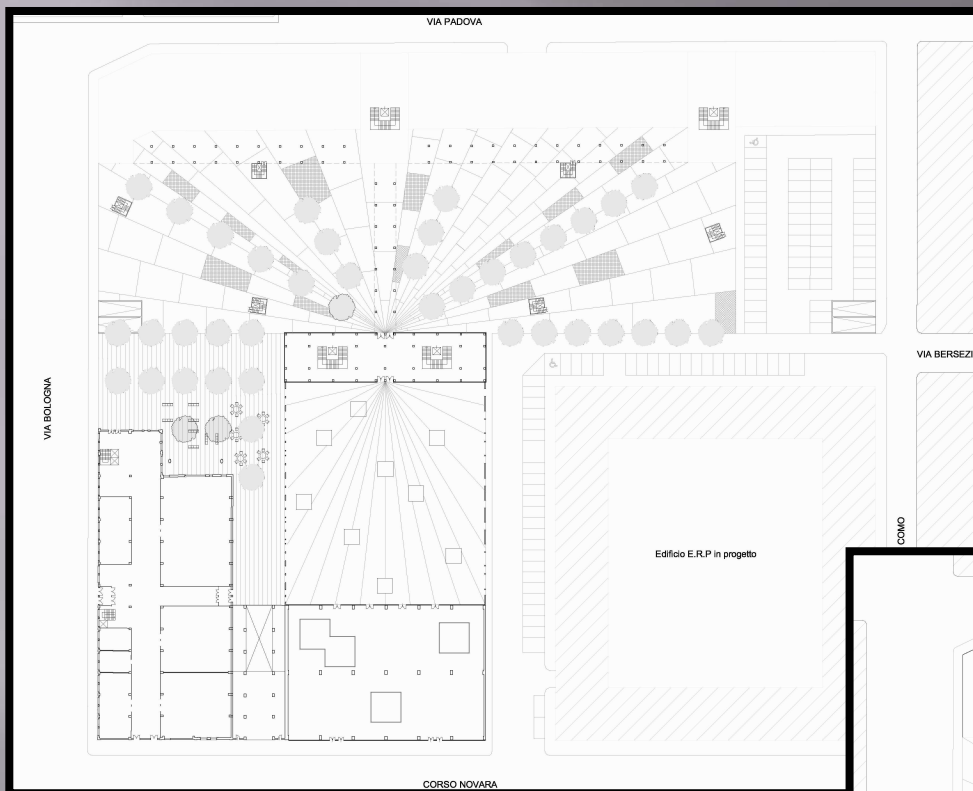 VIA PADOVA
VIA BOLOGNA
VIA BERSEZI
COMO
Edificio E.R.P in progetto
CORSO NOVARA